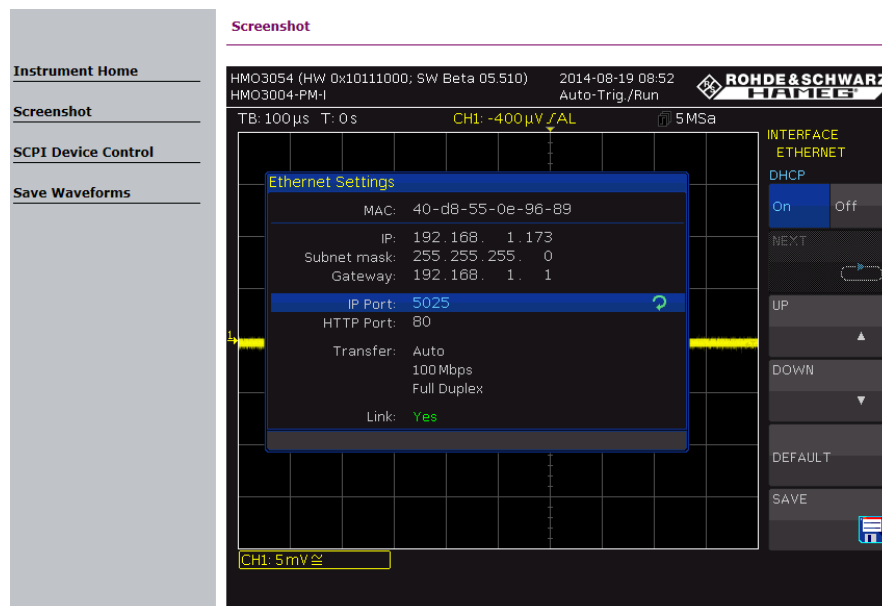 Screenshot
Instrument Home
Screenshot
SCPI Device Control
Save Waveforms
HMO3054 (HW 0x10111000; SW Beta 05.510) 2014-08-19 08:52
HMO3004-PM-I Auto-Trig./Run
ROHDE&SCHWARZ
HAMEG
TB: 100µs T: 0s CH1: -400µV AL 5MSa
INTERFACE
ETHERNET
DHCP
On Off
NEXT
UP
DOWN
DEFAULT
SAVE
Ethernet Settings
MAC: 40-d8-55-0e-96-89
IP: 192.168. 1.173
Subnet mask: 255.255.255. 0
Gateway: 192.168. 1. 1
IP Port: 5025
HTTP Port: 80
Transfer: Auto
100 Mbps
Full Duplex
Link: Yes
1
CH1: 5mV≅